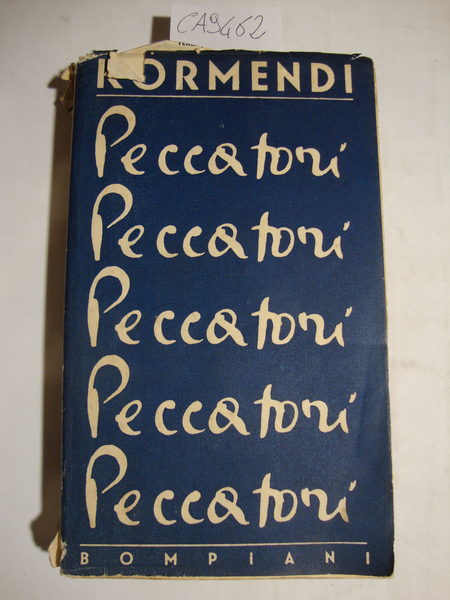 CA9462
KORMENDI
Peccatori
Peccatori
Peccatori
Peccatori
Peccatori
BOMPIANI